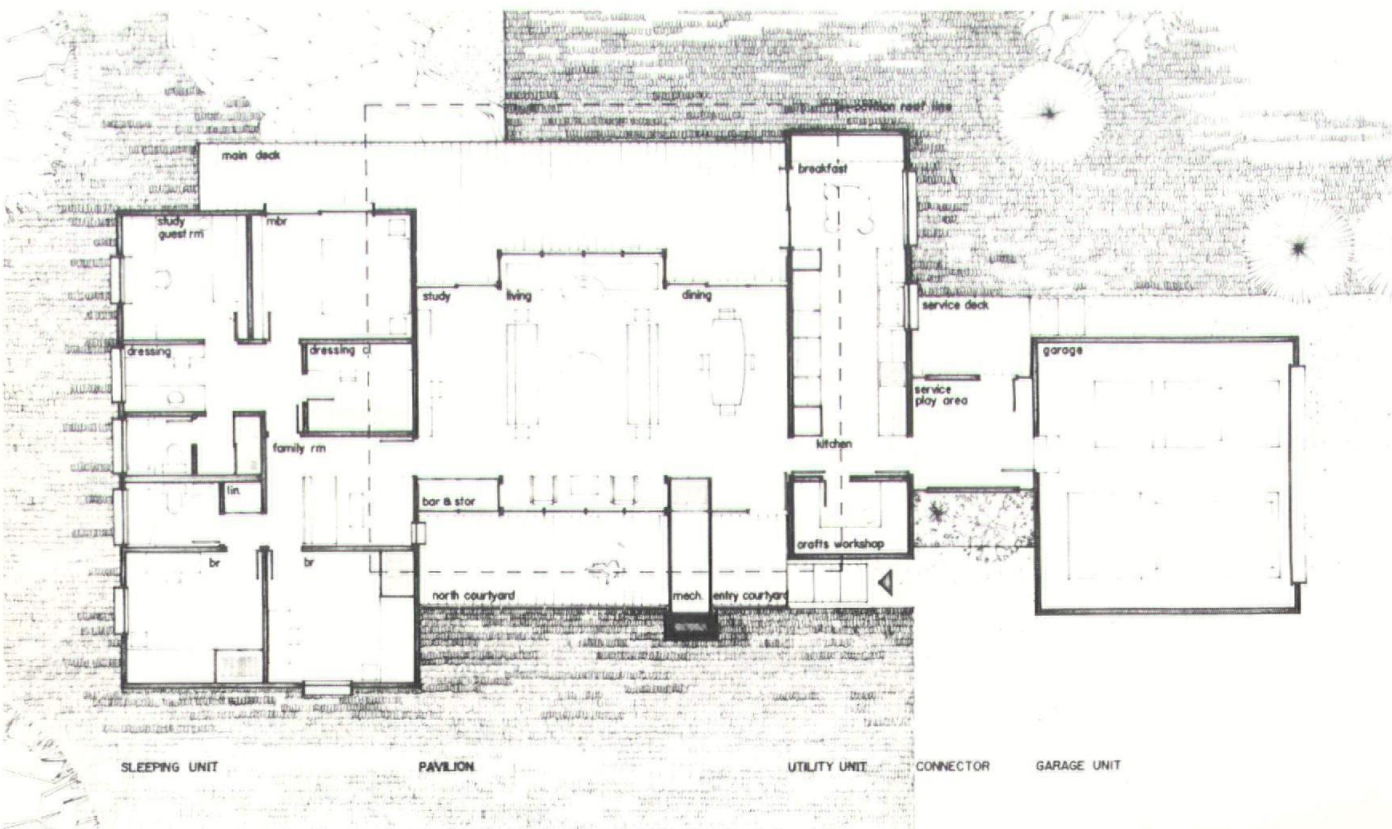 roof line
main deck
breakfast
study
guest rm
mbr
study
living
dining
service deck
dressing
dressing cl
garage
service
play area
family rm
kitchen
lin.
bar & stor
crafts workshop
br
br
north courtyard
mech.
entry courtyard
SLEEPING UNIT
PAVILION
UTILITY UNIT
CONNECTOR
GARAGE UNIT